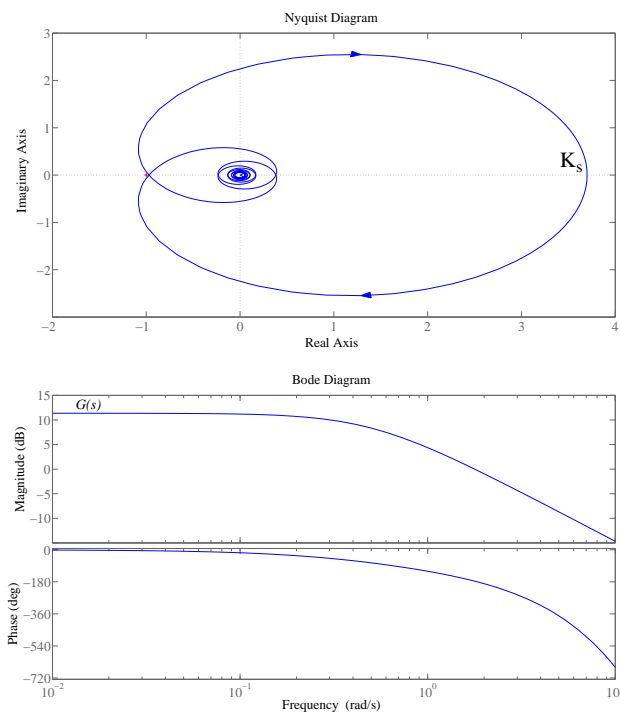 Nyquist Diagram
3
2
1
0
−1
−2
Imaginary Axis
K_s
−2 −1 0 1 2 3 4
Real Axis
Bode Diagram
G(s)
15
10
5
0
−5
−10
Magnitude (dB)
0
−180
−360
−540
−720
Phase (deg)
10^−2 10^−1 10^0 10^1
Frequency (rad/s)